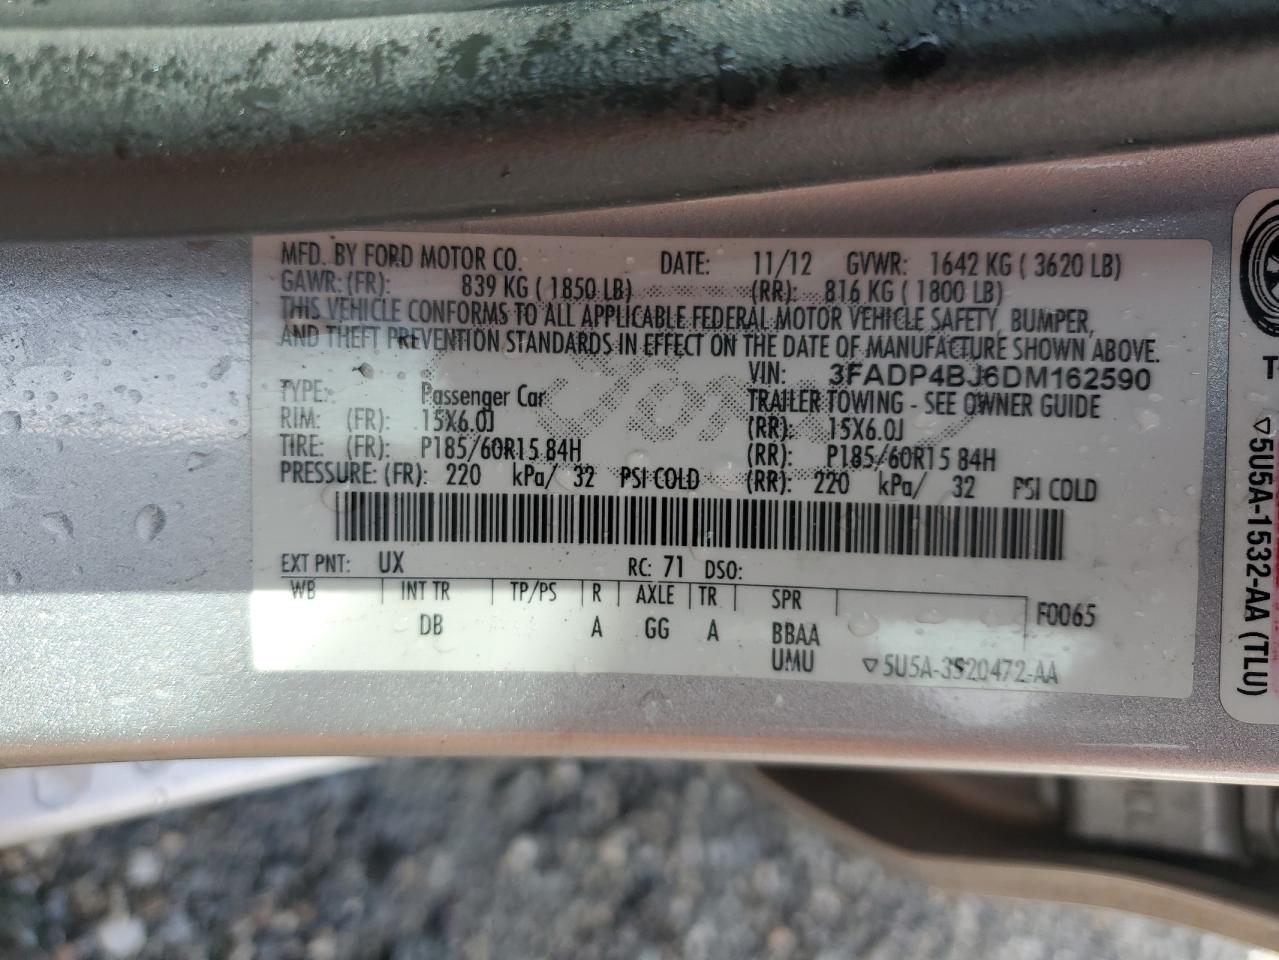 MFD. BY FORD MOTOR CO. DATE: 11/12 GVWR: 1642 KG ( 3620 LB)
GAWR: (FR): 839 KG ( 1850 LB) (RR): 816 KG ( 1800 LB)
THIS VEHICLE CONFORMS TO ALL APPLICABLE FEDERAL MOTOR VEHICLE SAFETY, BUMPER,
AND THEFT PREVENTION STANDARDS IN EFFECT ON THE DATE OF MANUFACTURE SHOWN ABOVE.
VIN: 3FADP4BJ6DM162590
TYPE: Passenger Car TRAILER TOWING - SEE OWNER GUIDE
RIM: (FR): 15X6.0J (RR): 15X6.0J
TIRE: (FR): P185/60R15 84H (RR): P185/60R15 84H
PRESSURE: (FR): 220 kPa/ 32 PSI COLD (RR): 220 kPa/ 32 PSI COLD
EXT PNT: UX RC: 71 DSO:
WB INT TR TP/PS R AXLE TR SPR F0065
DB A GG A BBAA
UMU ▽5U5A-3520472-AA
▽5U5A-1532-AA (TLU)